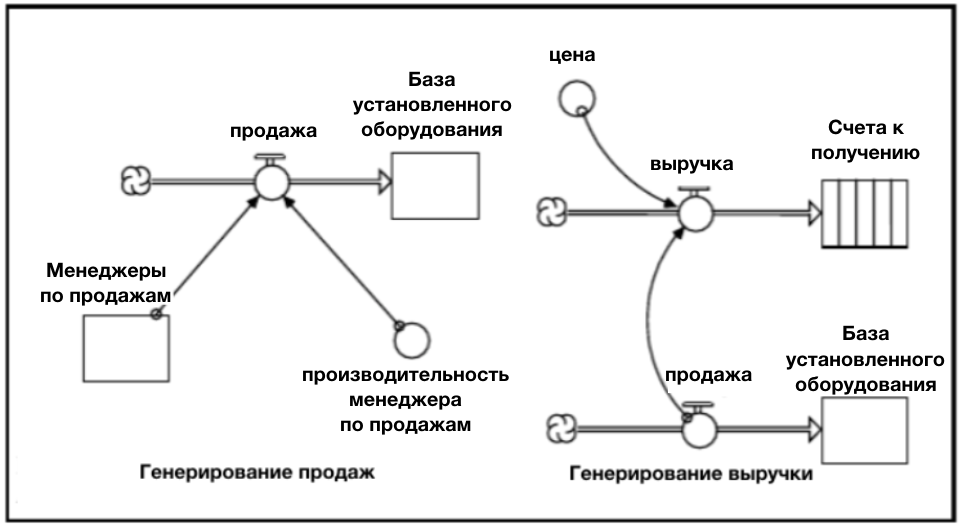 продажа
База
установленного
оборудования
Менеджеры
по продажам
производительность
менеджера
по продажам
Генерирование продаж
цена
выручка
Счета к
получению
продажа
База
установленного
оборудования
Генерирование выручки